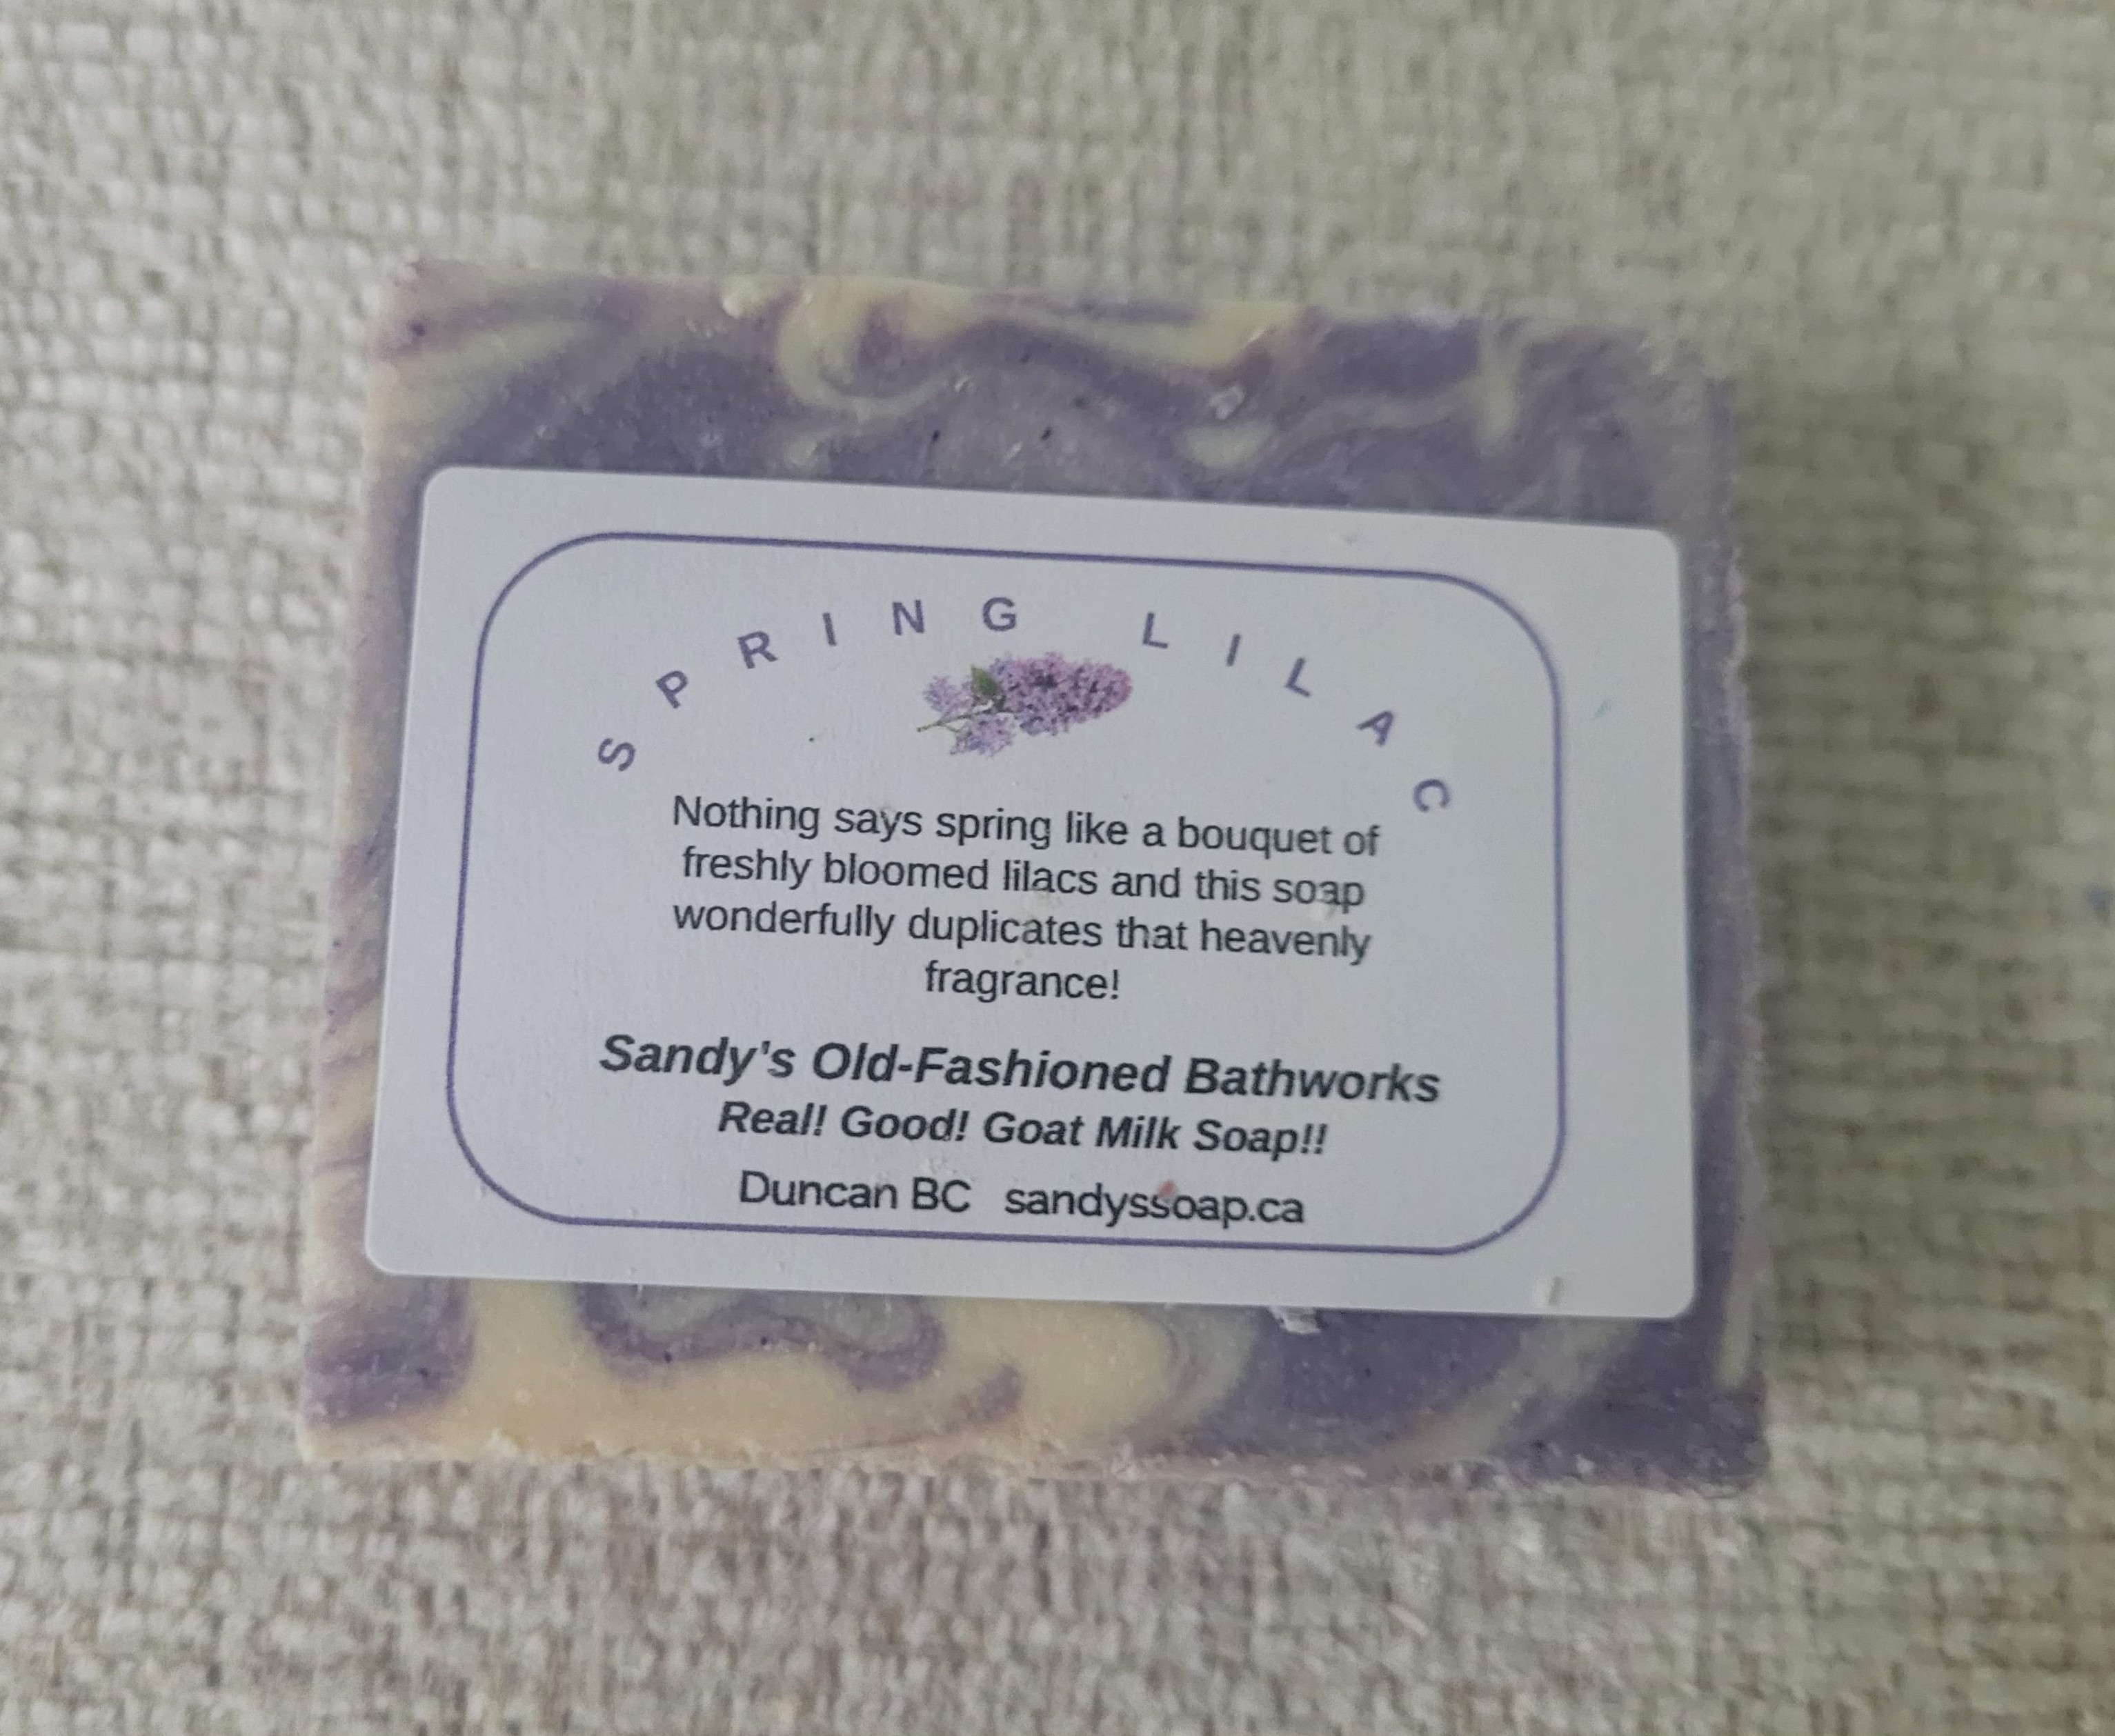 SPRING LILAC
Nothing says spring like a bouquet of
freshly bloomed lilacs and this soap
wonderfully duplicates that heavenly
fragrance!
Sandy's Old-Fashioned Bathworks
Real! Good! Goat Milk Soap!!
Duncan BC sandyssoap.ca